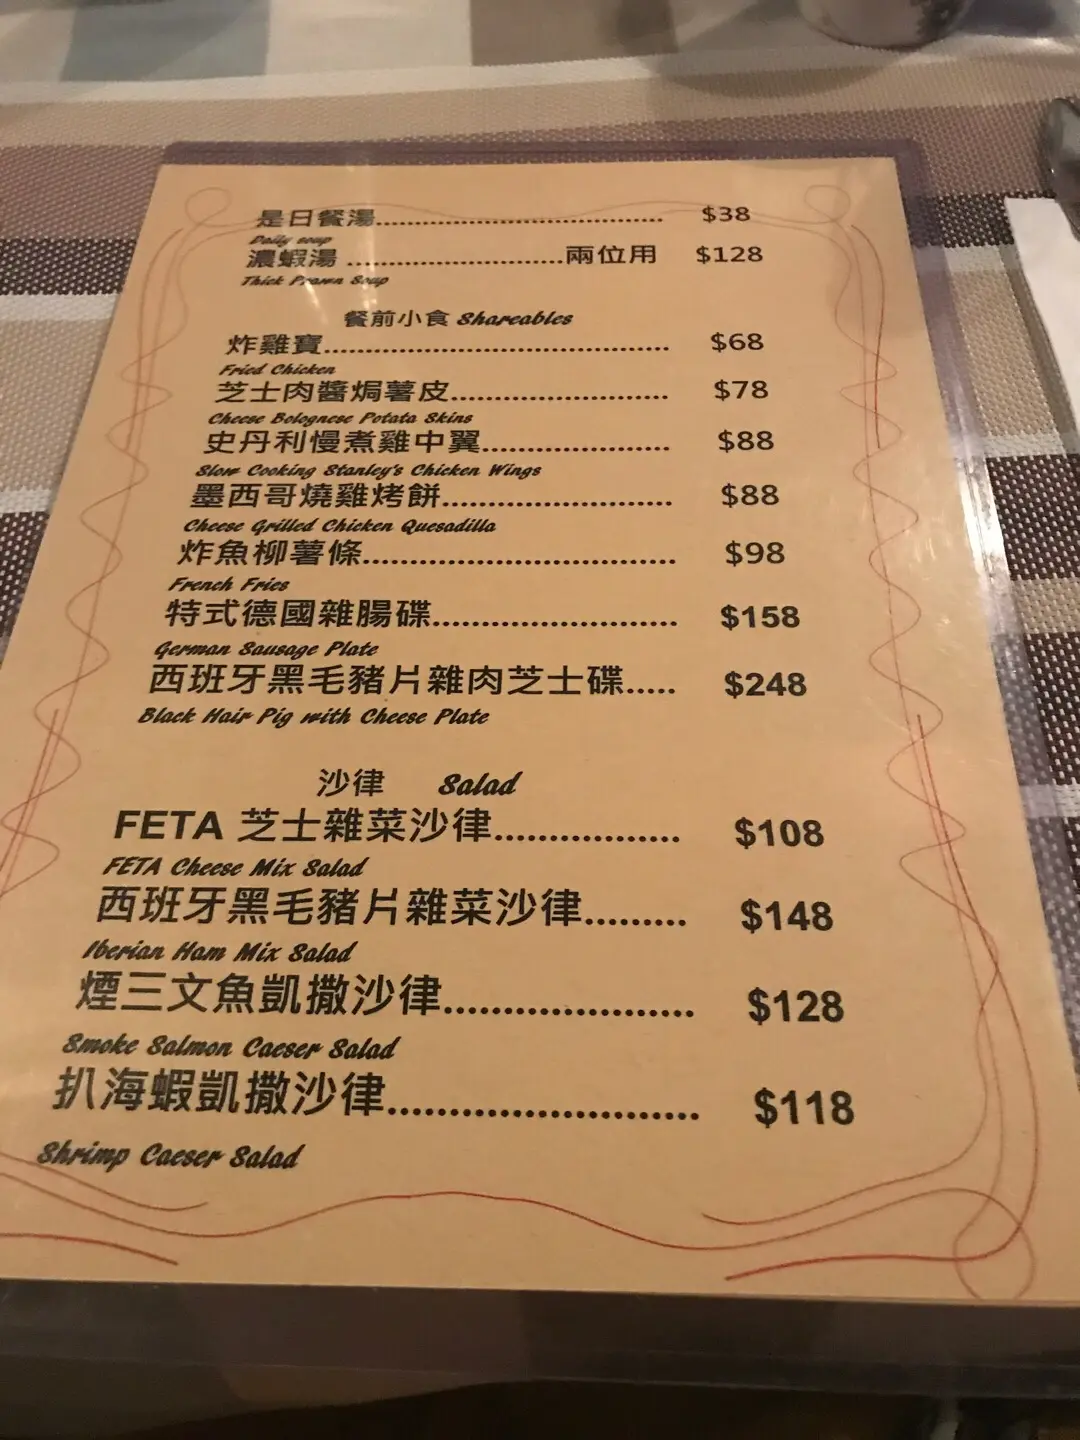 是日餐湯........................................ $38
Daily soup
濃蝦湯 ..............................兩位用 $128
Thick Prawn Soup
餐前小食 Shareables
炸雞寶................................................ $68
Fried Chicken
芝士肉醬焗薯皮.............................. $78
Cheese Bolognese Potata Skins
史丹利慢煮雞中翼.......................... $88
Slow Cooking Stanley's Chicken Wings
墨西哥燒雞烤餅................................ $88
Cheese Grilled Chicken Quesadilla
炸魚柳薯條........................................ $98
French Fries
特式德國雜腸碟.............................. $158
German Sausage Plate
西班牙黑毛豬片雜肉芝士碟..... $248
Black Hair Pig with Cheese Plate
沙律 Salad
FETA 芝士雜菜沙律................. $108
FETA Cheese Mix Salad
西班牙黑毛豬片雜菜沙律......... $148
Iberian Ham Mix Salad
煙三文魚凱撒沙律...................... $128
Smoke Salmon Caeser Salad
扒海蝦凱撒沙律.......................... $118
Shrimp Caeser Salad